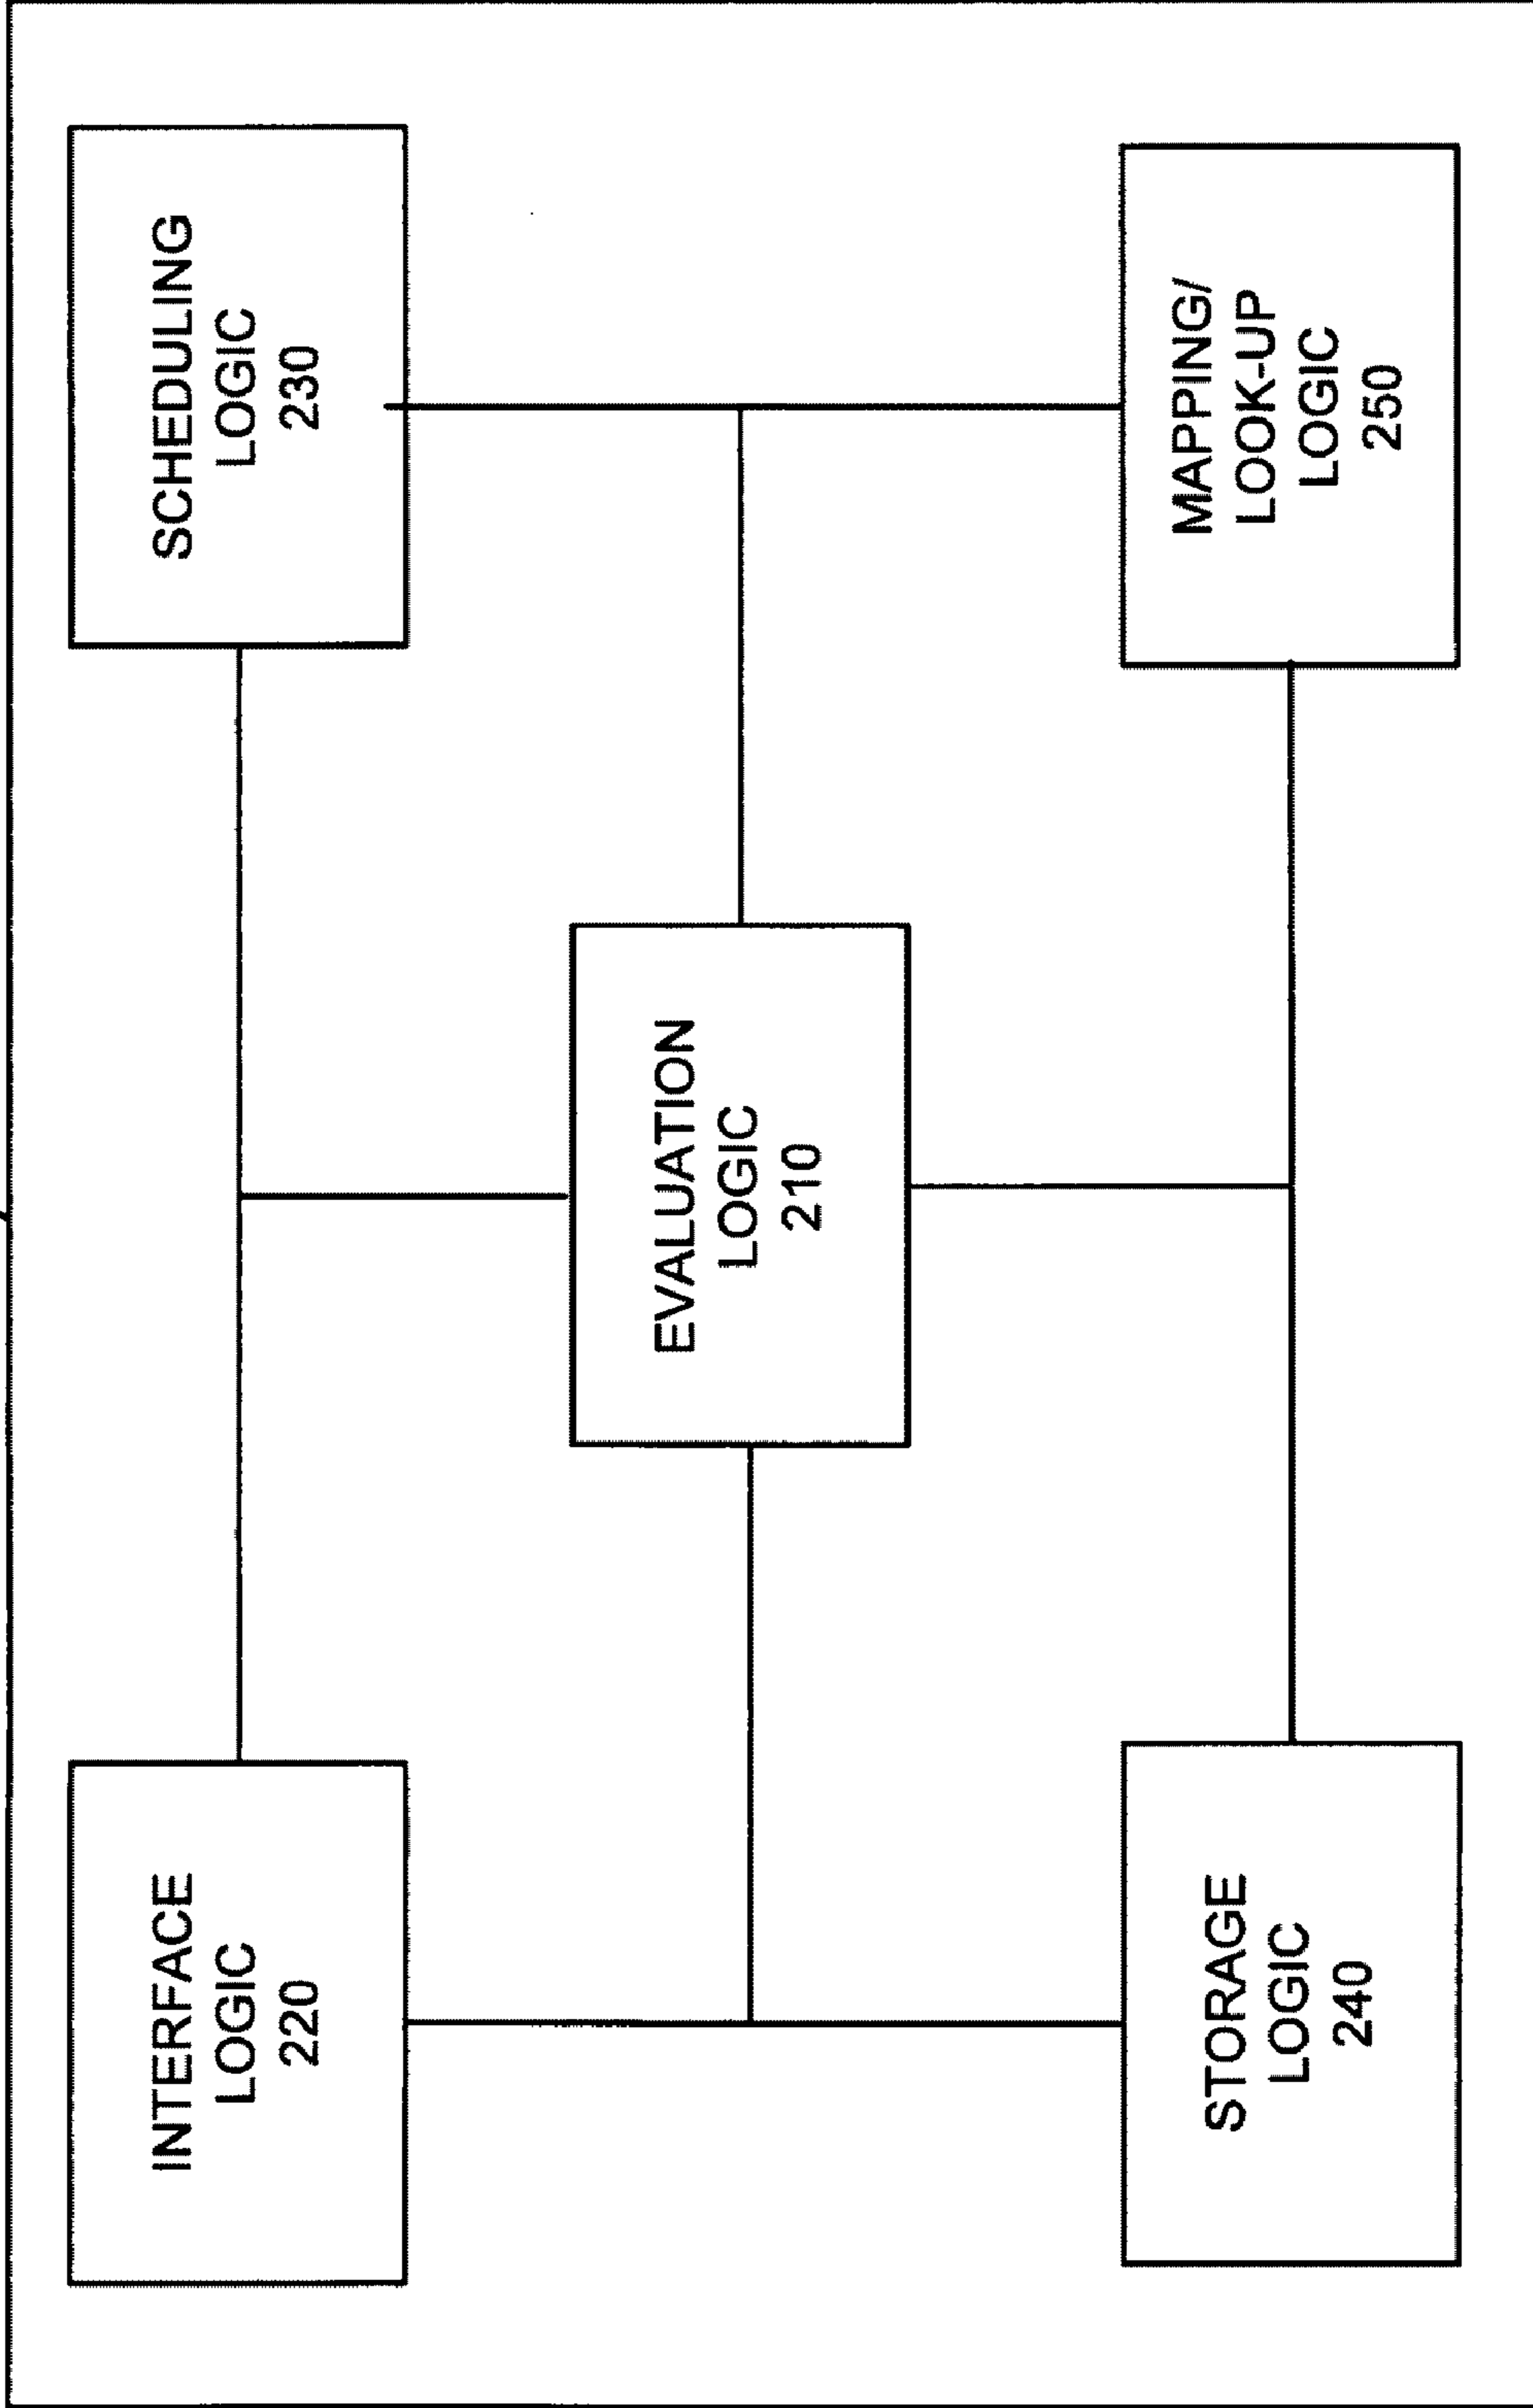 INTERFACE
LOGIC
220
SCHEDULING
LOGIC
230
EVALUATION
LOGIC
210
STORAGE
LOGIC
240
MAPPING/
LOOK-UP
LOGIC
250